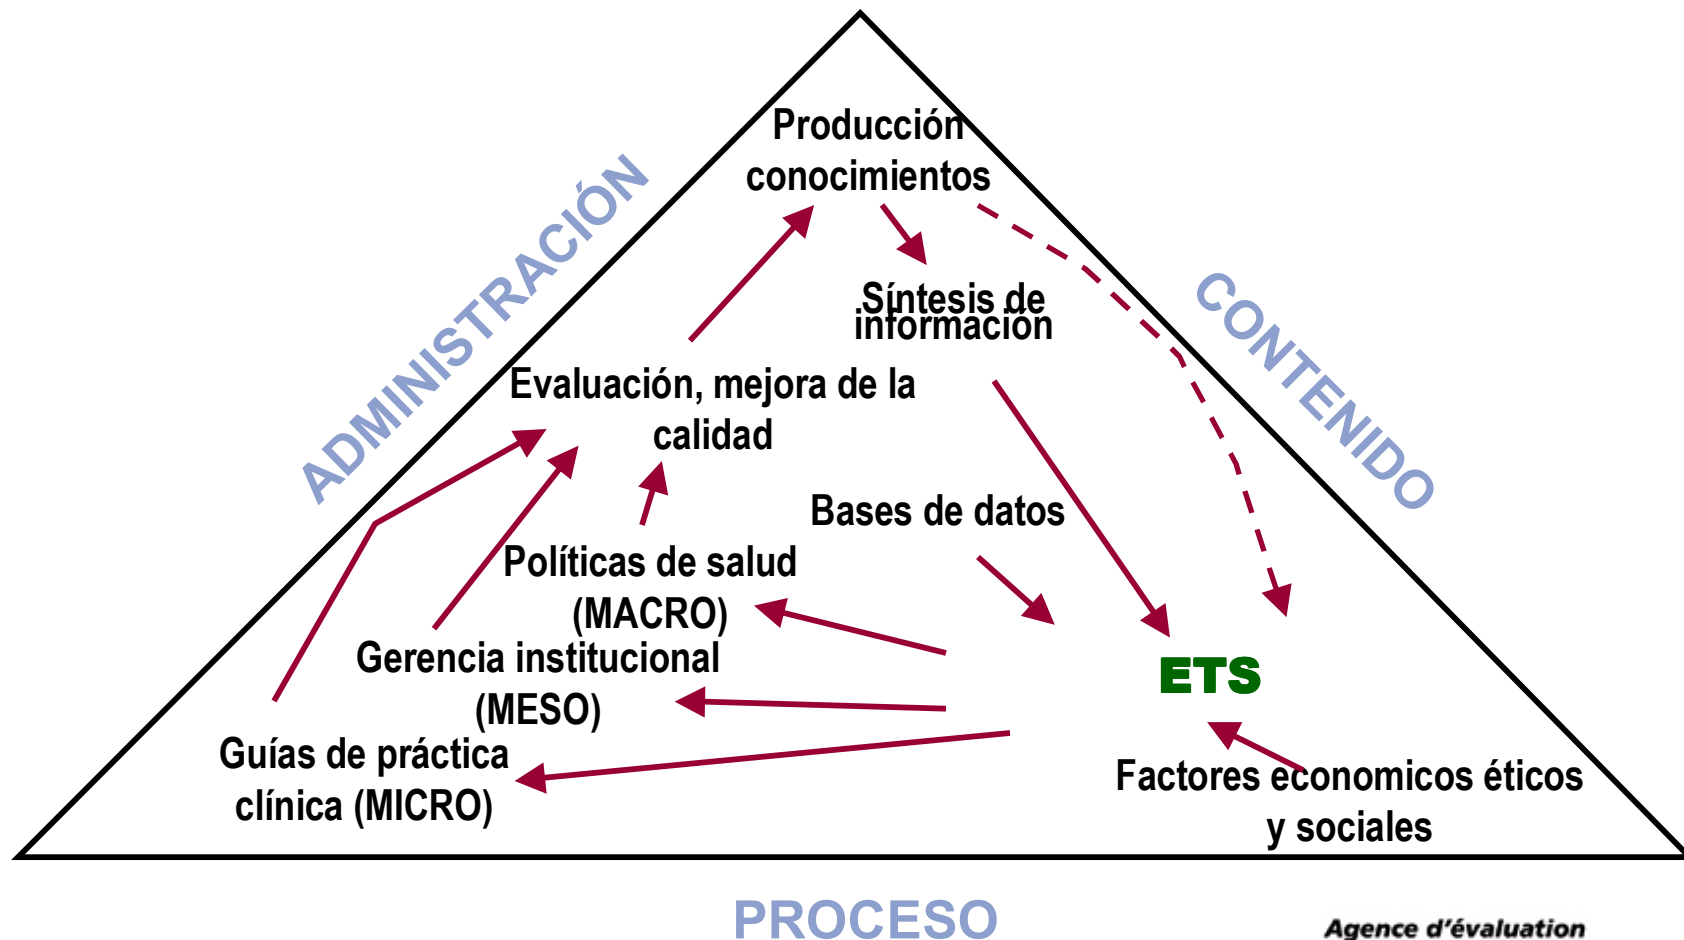 Producción
conocimientos
ADMINISTRACIÓN
CONTENIDO
Síntesis de
información
Evaluación, mejora de la
calidad
Bases de datos
Políticas de salud
(MACRO)
Gerencia institucional
(MESO)
ETS
Guías de práctica
clínica (MICRO)
Factores economicos éticos
y sociales
PROCESO
Agence d'évaluation